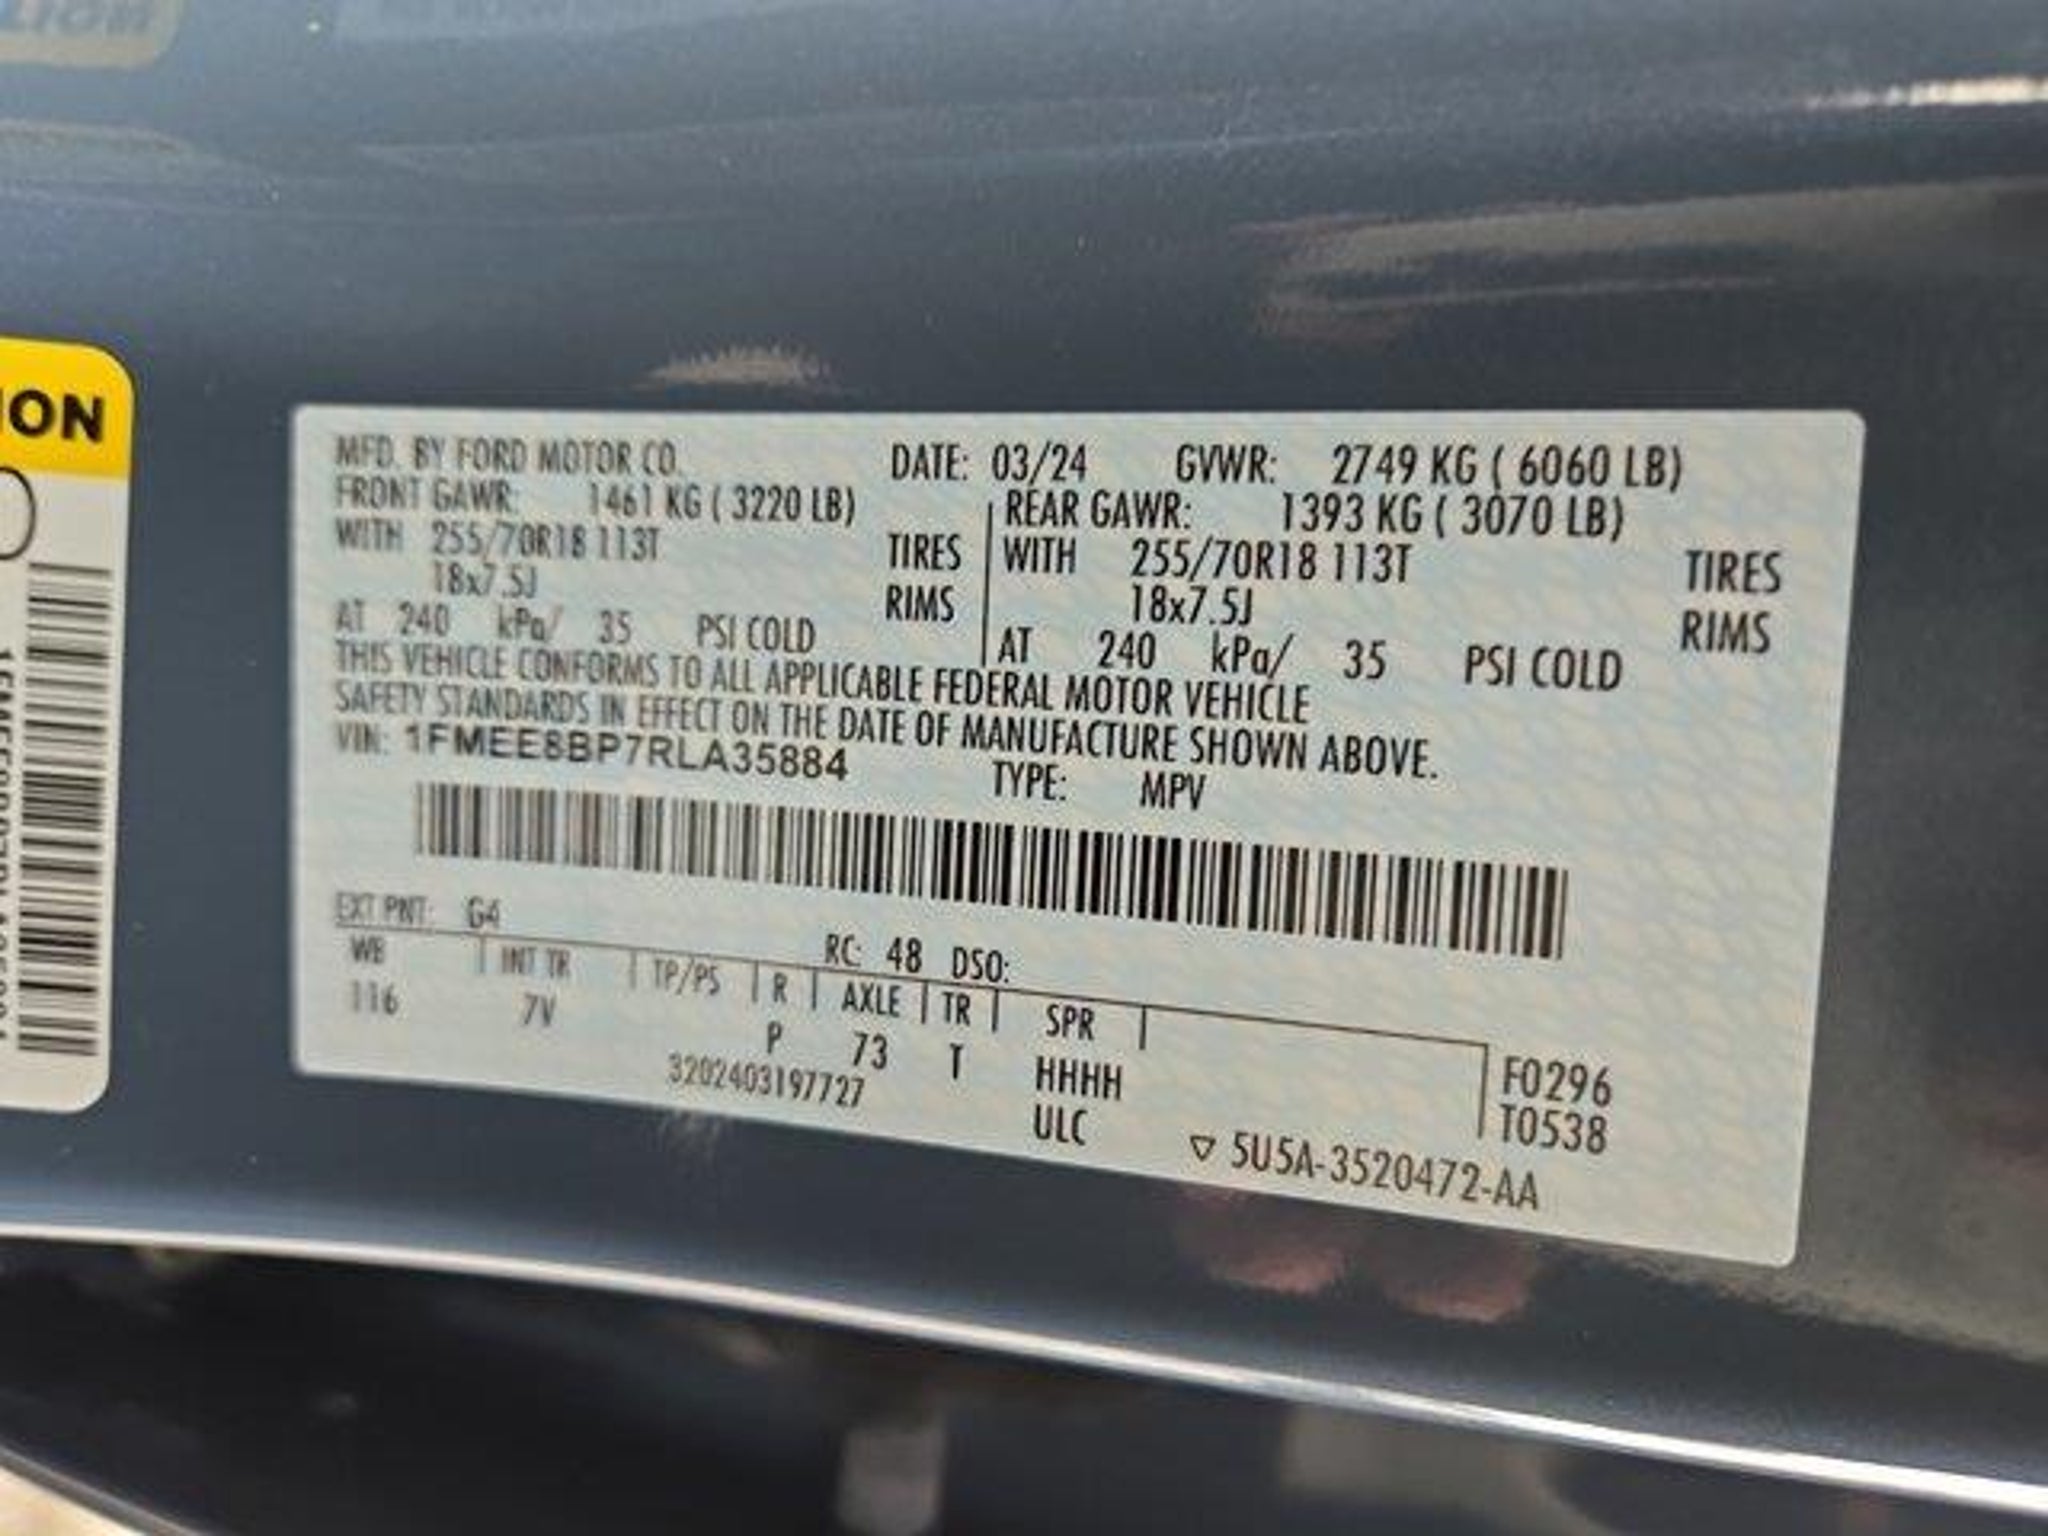 ION
MFD. BY FORD MOTOR CO. DATE: 03/24 GVWR: 2749 KG ( 6060 LB)
FRONT GAWR: 1461 KG ( 3220 LB) REAR GAWR: 1393 KG ( 3070 LB)
WITH 255/70R18 113T TIRES WITH 255/70R18 113T TIRES
18x7.5J RIMS 18x7.5J RIMS
AT 240 kPa/ 35 PSI COLD AT 240 kPa/ 35 PSI COLD
THIS VEHICLE CONFORMS TO ALL APPLICABLE FEDERAL MOTOR VEHICLE
SAFETY STANDARDS IN EFFECT ON THE DATE OF MANUFACTURE SHOWN ABOVE.
VIN: 1FMEE8BP7RLA35884 TYPE: MPV
EXT PNT: G4 RC: 48 DSO:
WB INT TR TP/PS R AXLE TR SPR
116 7V P 73 T HHHH F0296
3202403197727 ULC T0538
5U5A-3520472-AA